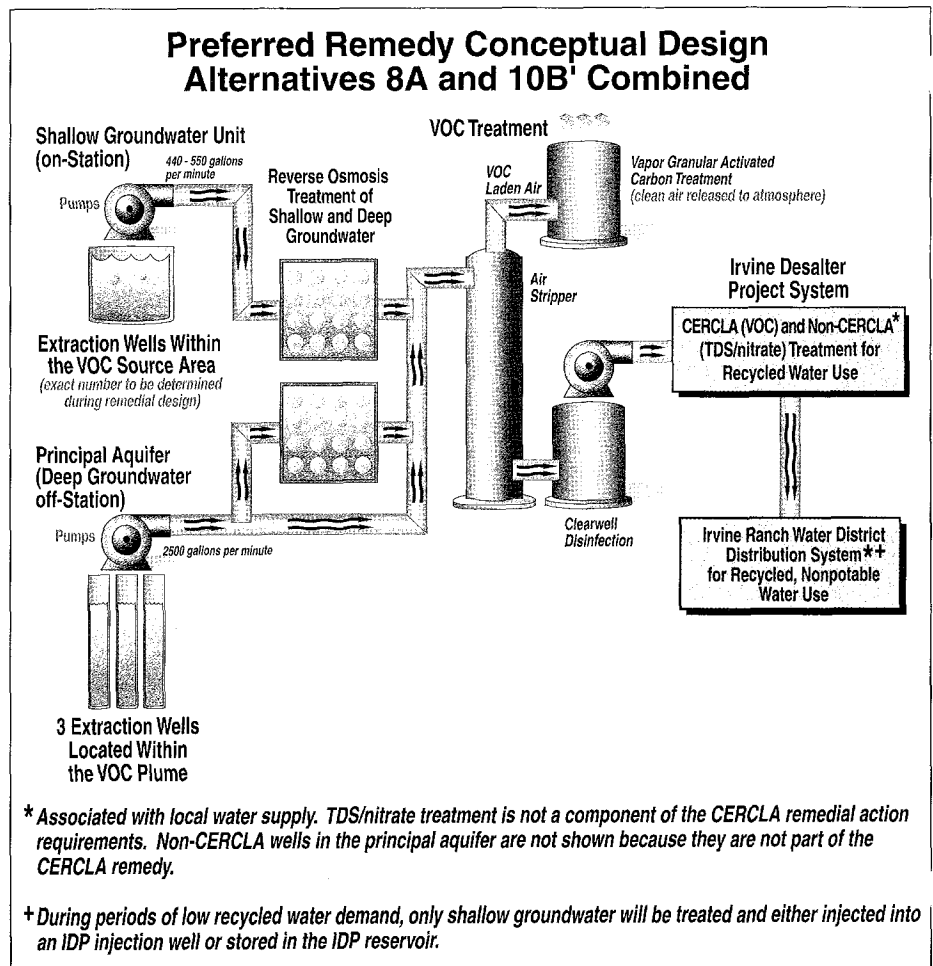 Preferred Remedy Conceptual Design
Alternatives 8A and 10B' Combined
Shallow Groundwater Unit
(on-Station)
440 - 550 gallons
per minute
Pumps
Extraction Wells Within
the VOC Source Area
(exact number to be determined
during remedial design)
Reverse Osmosis
Treatment of
Shallow and Deep
Groundwater
VOC Treatment
VOC
Laden Air
Vapor Granular Activated
Carbon Treatment
(clean air released to atmosphere)
Air
Stripper
Irvine Desalter
Project System
CERCLA (VOC) and Non-CERCLA*
(TDS/nitrate) Treatment for
Recycled Water Use
Principal Aquifer
(Deep Groundwater
off-Station)
Pumps
2500 gallons per minute
Clearwell
Disinfection
Irvine Ranch Water District
Distribution System*+
for Recycled, Nonpotable
Water Use
3 Extraction Wells
Located Within
the VOC Plume
* Associated with local water supply. TDS/nitrate treatment is not a component of the CERCLA remedial action
requirements. Non-CERCLA wells in the principal aquifer are not shown because they are not part of the
CERCLA remedy.
+ During periods of low recycled water demand, only shallow groundwater will be treated and either injected into
an IDP injection well or stored in the IDP reservoir.